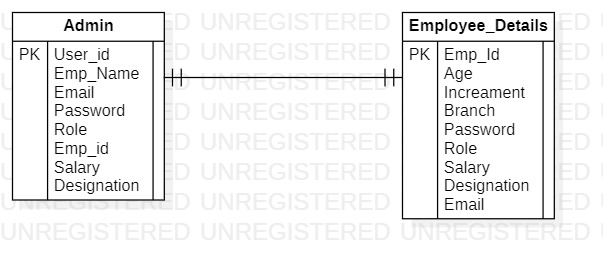 Admin
PK User_id
Emp_Name
Email
Password
Role
Emp_id
Salary
Designation
Employee_Details
PK Emp_Id
Age
Increament
Branch
Password
Role
Salary
Designation
Email
UNREGISTERED UNREGISTERED UNREGISTERED